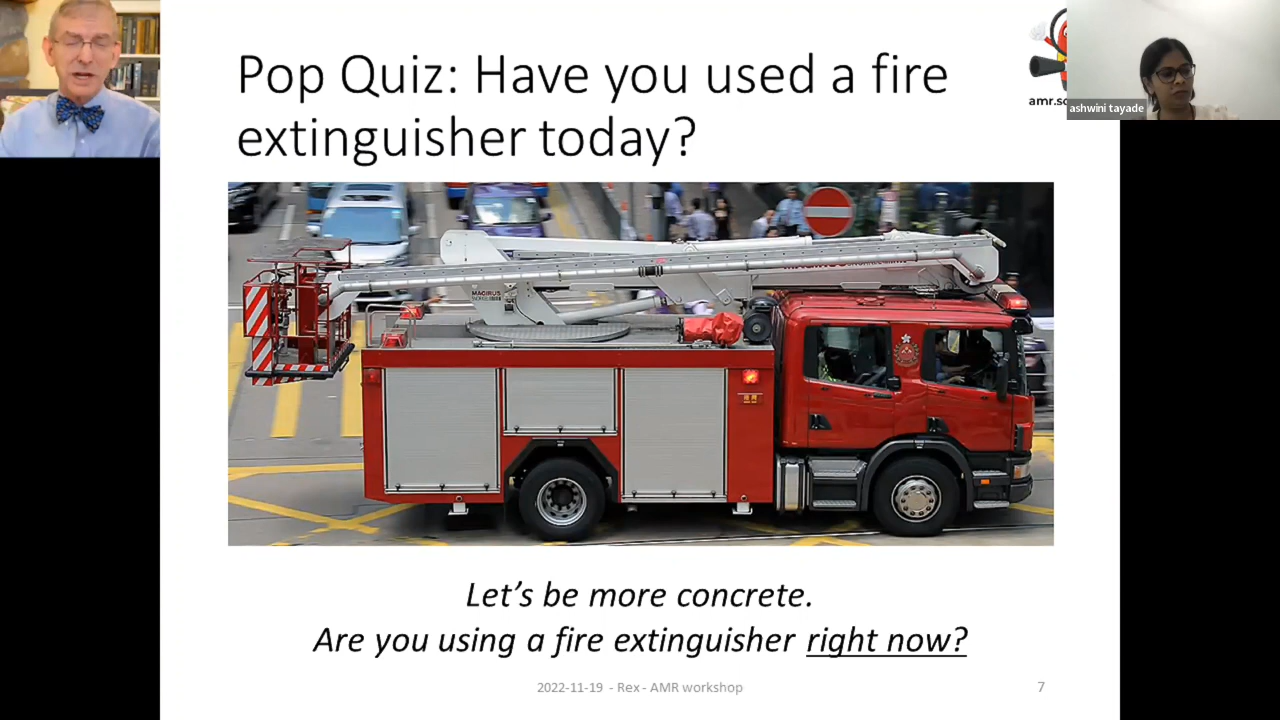 Pop Quiz: Have you used a fire
extinguisher today?
ashwini tayade
MAGIRUS
Let's be more concrete.
Are you using a fire extinguisher right now?
2022-11-19 - Rex - AMR workshop
7